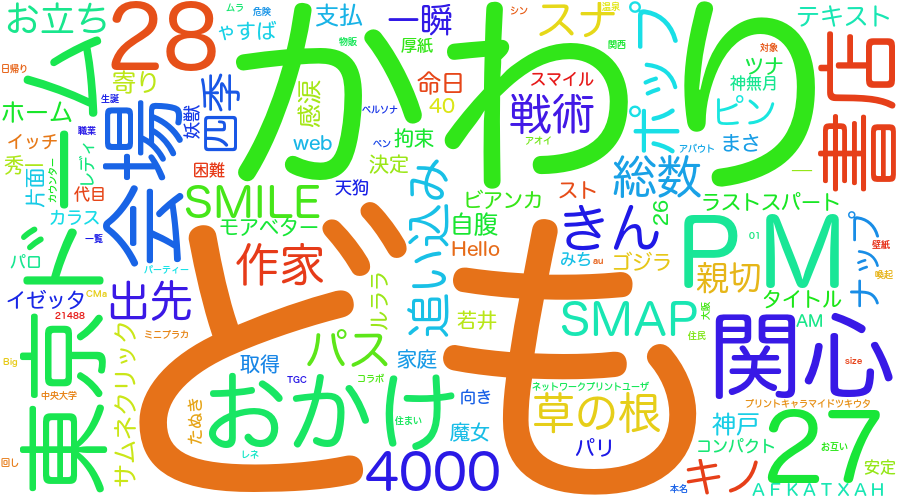 お立ち
28
ムラ
危険
ゃすば
支払
一瞬
かわり
スナ
温泉
テキスト
日帰り
寄り
物販
厚紙
関西
対象
ツナ
神無月
書店
ホーム
生誕
四季
感涙
命日
40
スマイル
シン
戦術
ポップ
ピン
イッチ
職業
会場
妖獣
web
ペルソナ
ペン
拘束
アオイ
アパウト
まさ
秀一
片面
カウンター
レディ
代目
困難
天狗
決定
追い込み
ビアンカ
スト
総数
ラストスパート
26
カラス
SMILE
モアベター
自腹
きん
PM
01
東京ドーム
一覧
パーティー
作家
Hello
みち
au
ゴジラ
親切
ナップ
壁紙
喚起
パロ
イゼッタ
CMa
出先
ども
ルララ
若井
SMAP
大阪
タイトル
AM
住民
関心
21488
ミニプラカ
サムネクリック
パス
家庭
Big
取得
TGC
コラボ
size
中央大学
おかけ
住まい
向き
ネットワークプリントユーザ
草の根
プリントキャラマイドツキウタ
たぬき
魔女
パリ
神戸
コンパクト
27
お互い
回し
レネ
4000
キノ
安定
本名
AFKATXAH